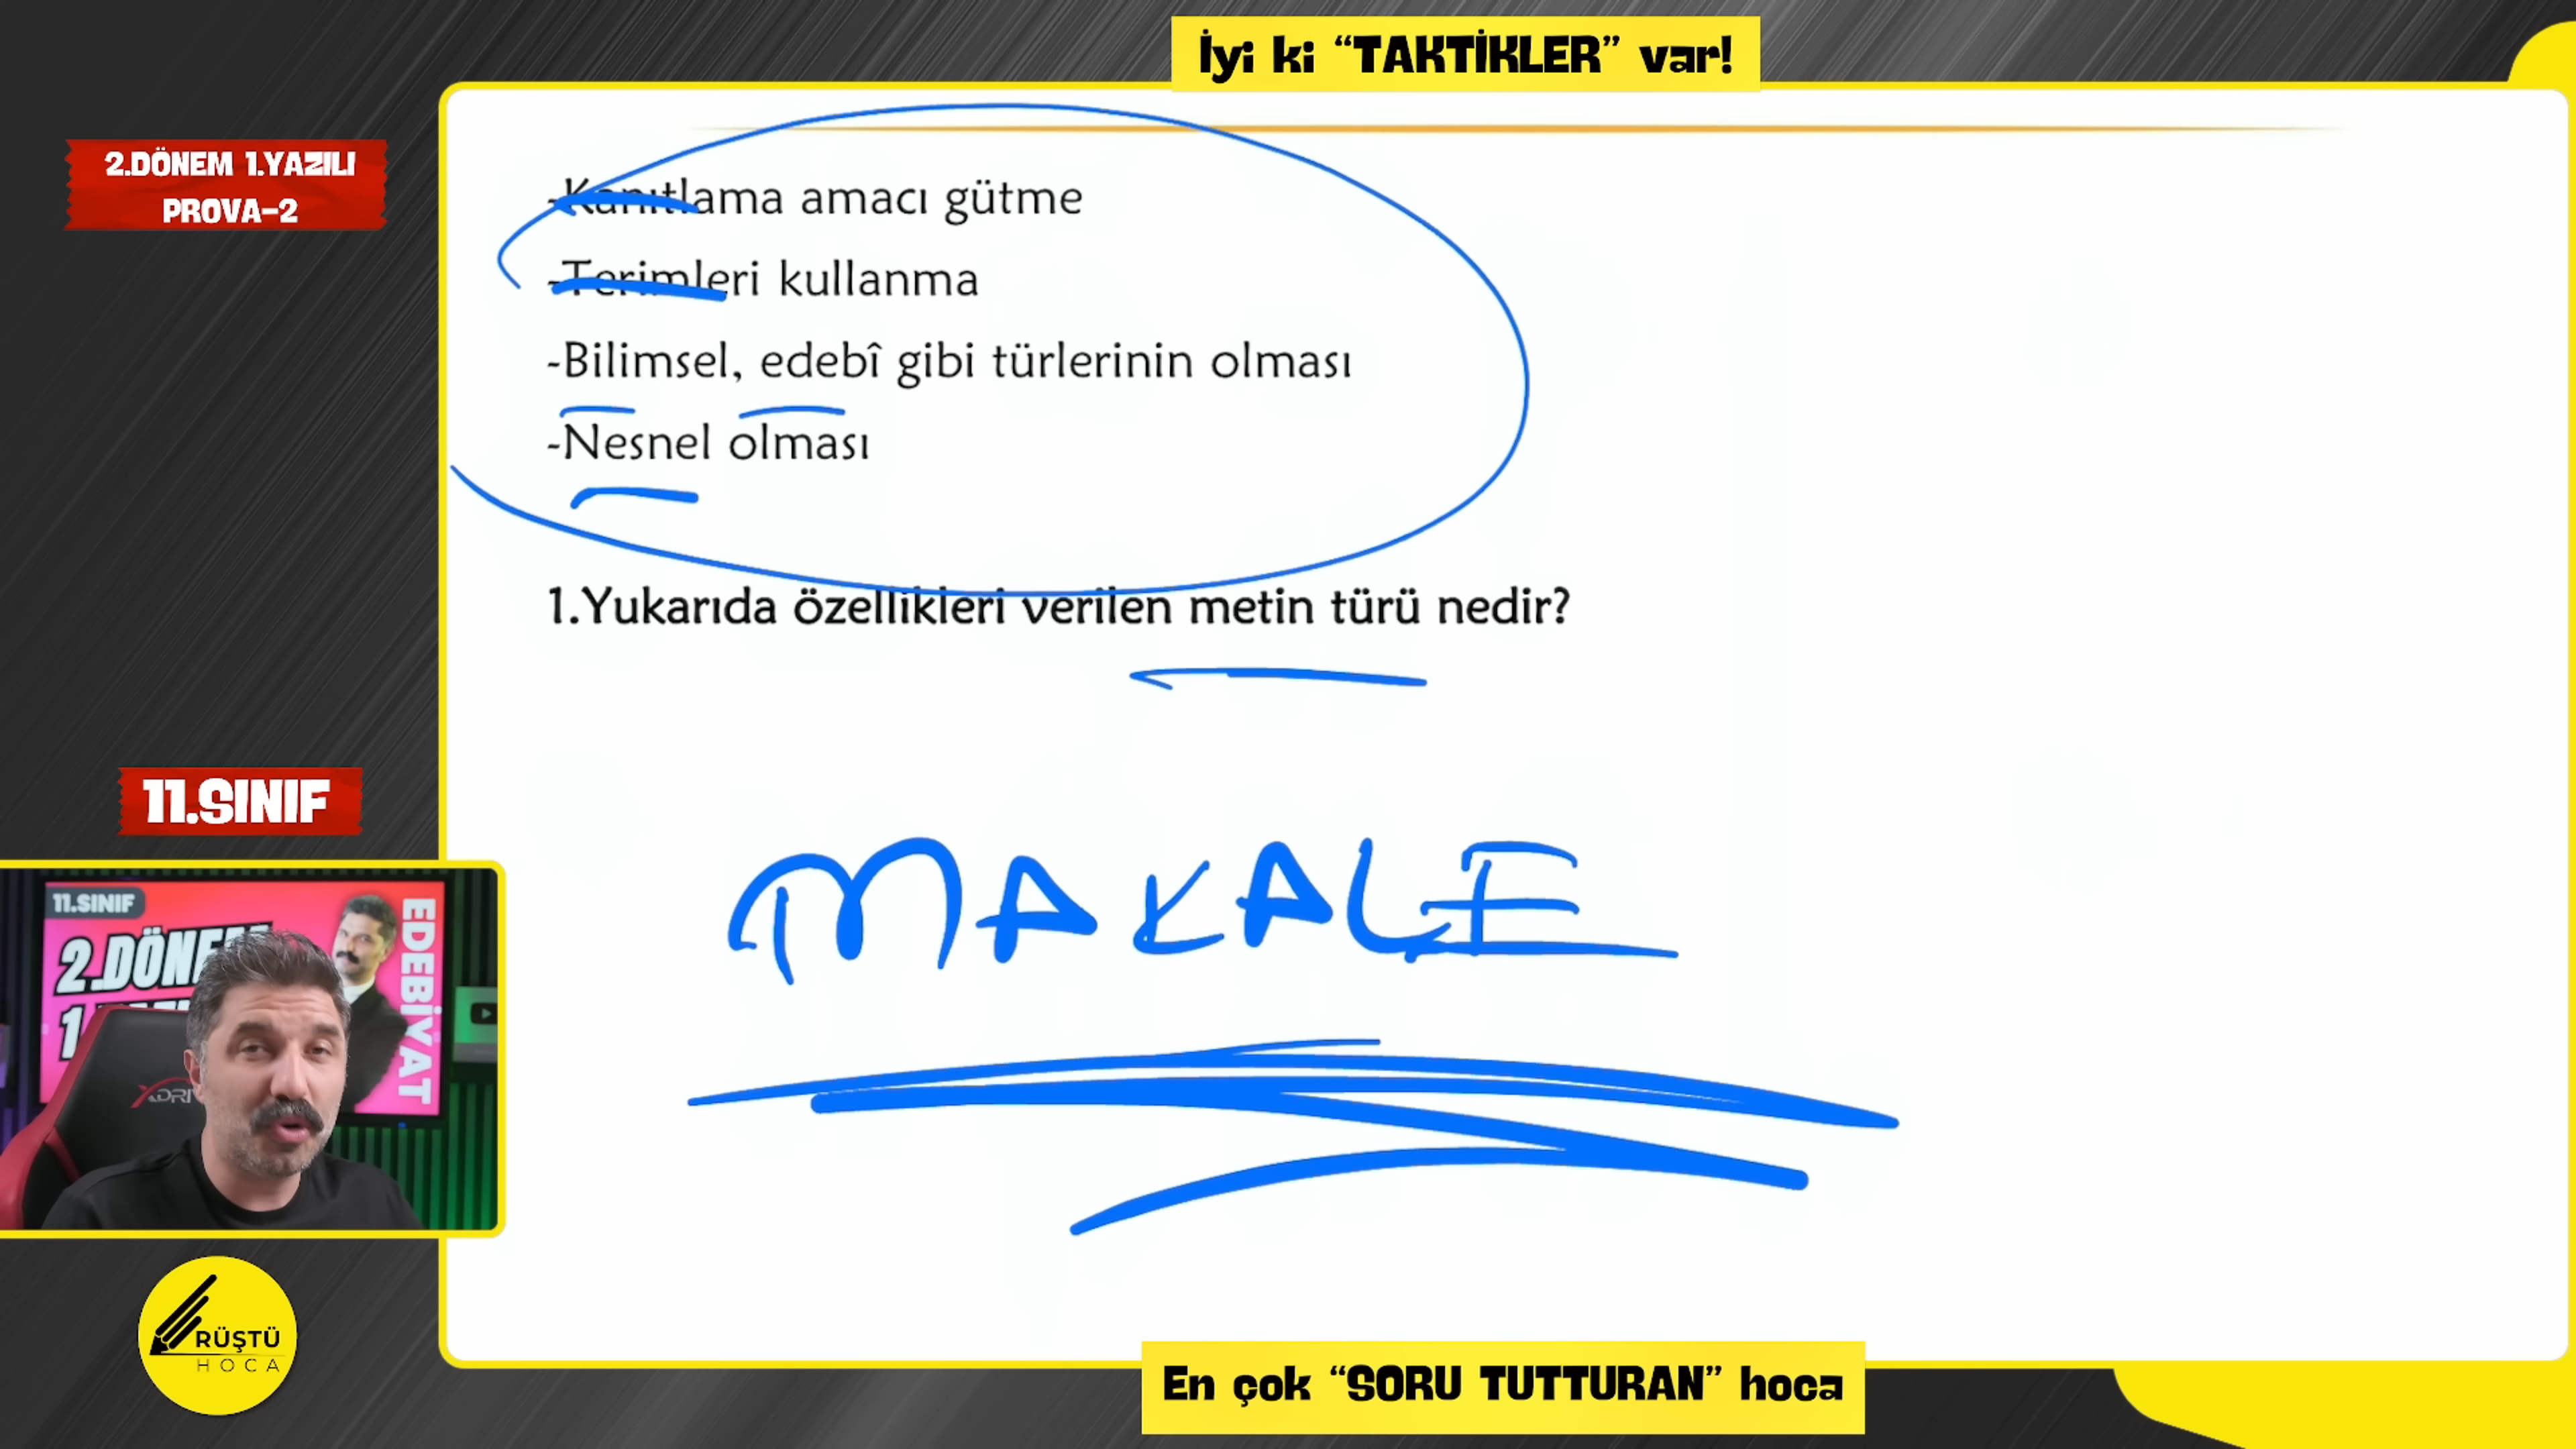 İyi ki “TAKTİKLER” var!
2.DÖNEM 1.YAZILI
PROVA-2
-Kanıtlama amacı gütme
-Terimleri kullanma
-Bilimsel, edebî gibi türlerinin olması
-Nesnel olması
1.Yukarıda özellikleri verilen metin türü nedir?
MAKALE
11.SINIF
11.SINIF
2.DÖNEM
EDEBİYAT
RÜŞTÜ
HOCA
En çok “SORU TUTTURAN” hoca